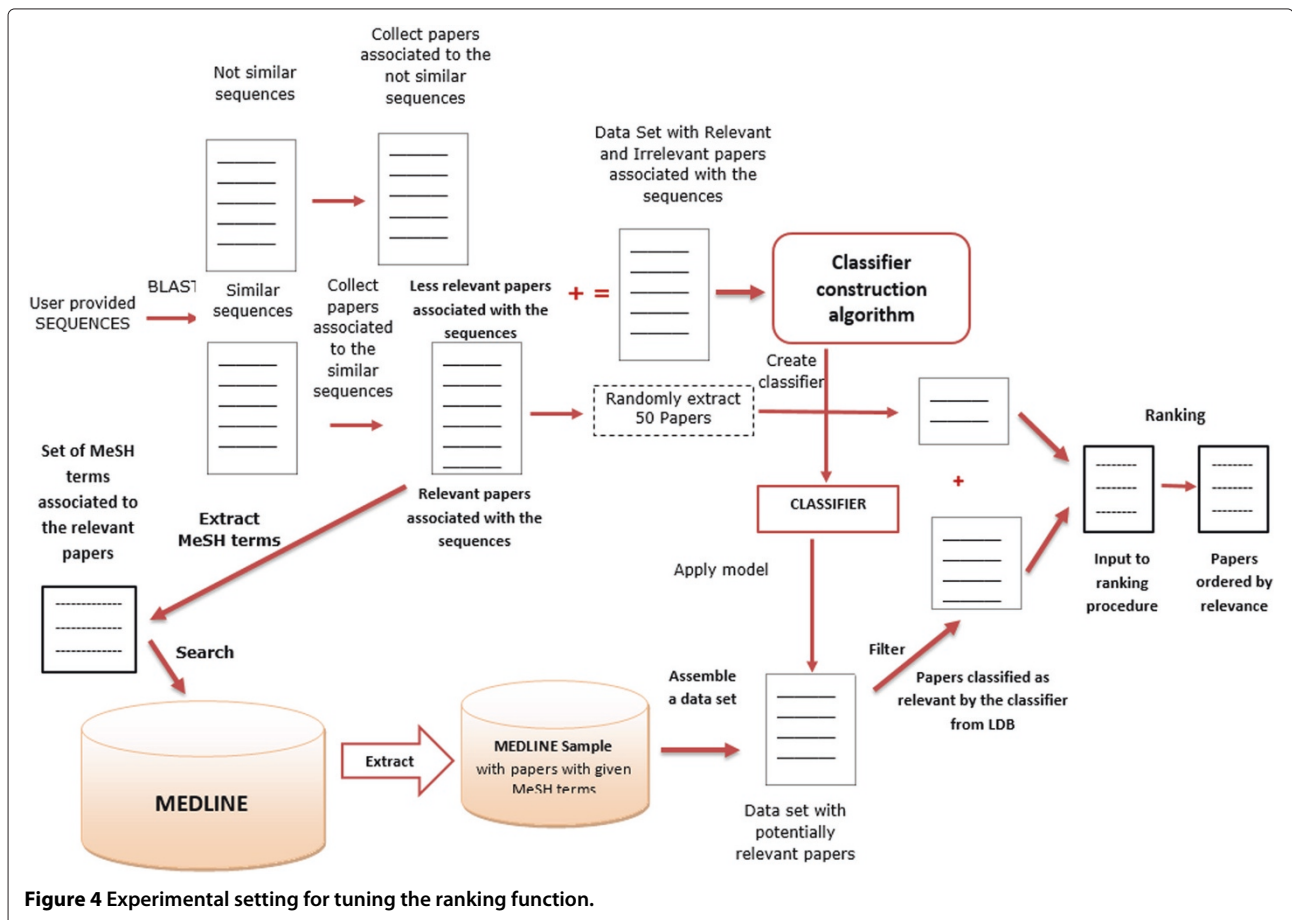 Not similar
sequences
Collect papers
associated to the
not similar
sequences
Data Set with Relevant
and Irrelevant papers
associated with the
sequences
Classifier
construction
algorithm
User provided
SEQUENCES
BLAST
Similar
sequences
Collect
papers
associated
to the
similar
sequences
Less relevant papers
associated with the
sequences
+ =
Create
classifier
Randomly extract
50 Papers
Ranking
Set of MeSH
terms
associated to
the relevant
papers
Extract
MeSH terms
Relevant papers
associated with the
sequences
CLASSIFIER
+
Apply model
Input to
ranking
procedure
Papers
ordered by
relevance
Search
Assemble
a data set
Filter
Papers classified as
relevant by the classifier
from LDB
MEDLINE
Extract
MEDLINE Sample
with papers with given
MeSH terms
Data set with
potentially
relevant papers
Figure 4 Experimental setting for tuning the ranking function.